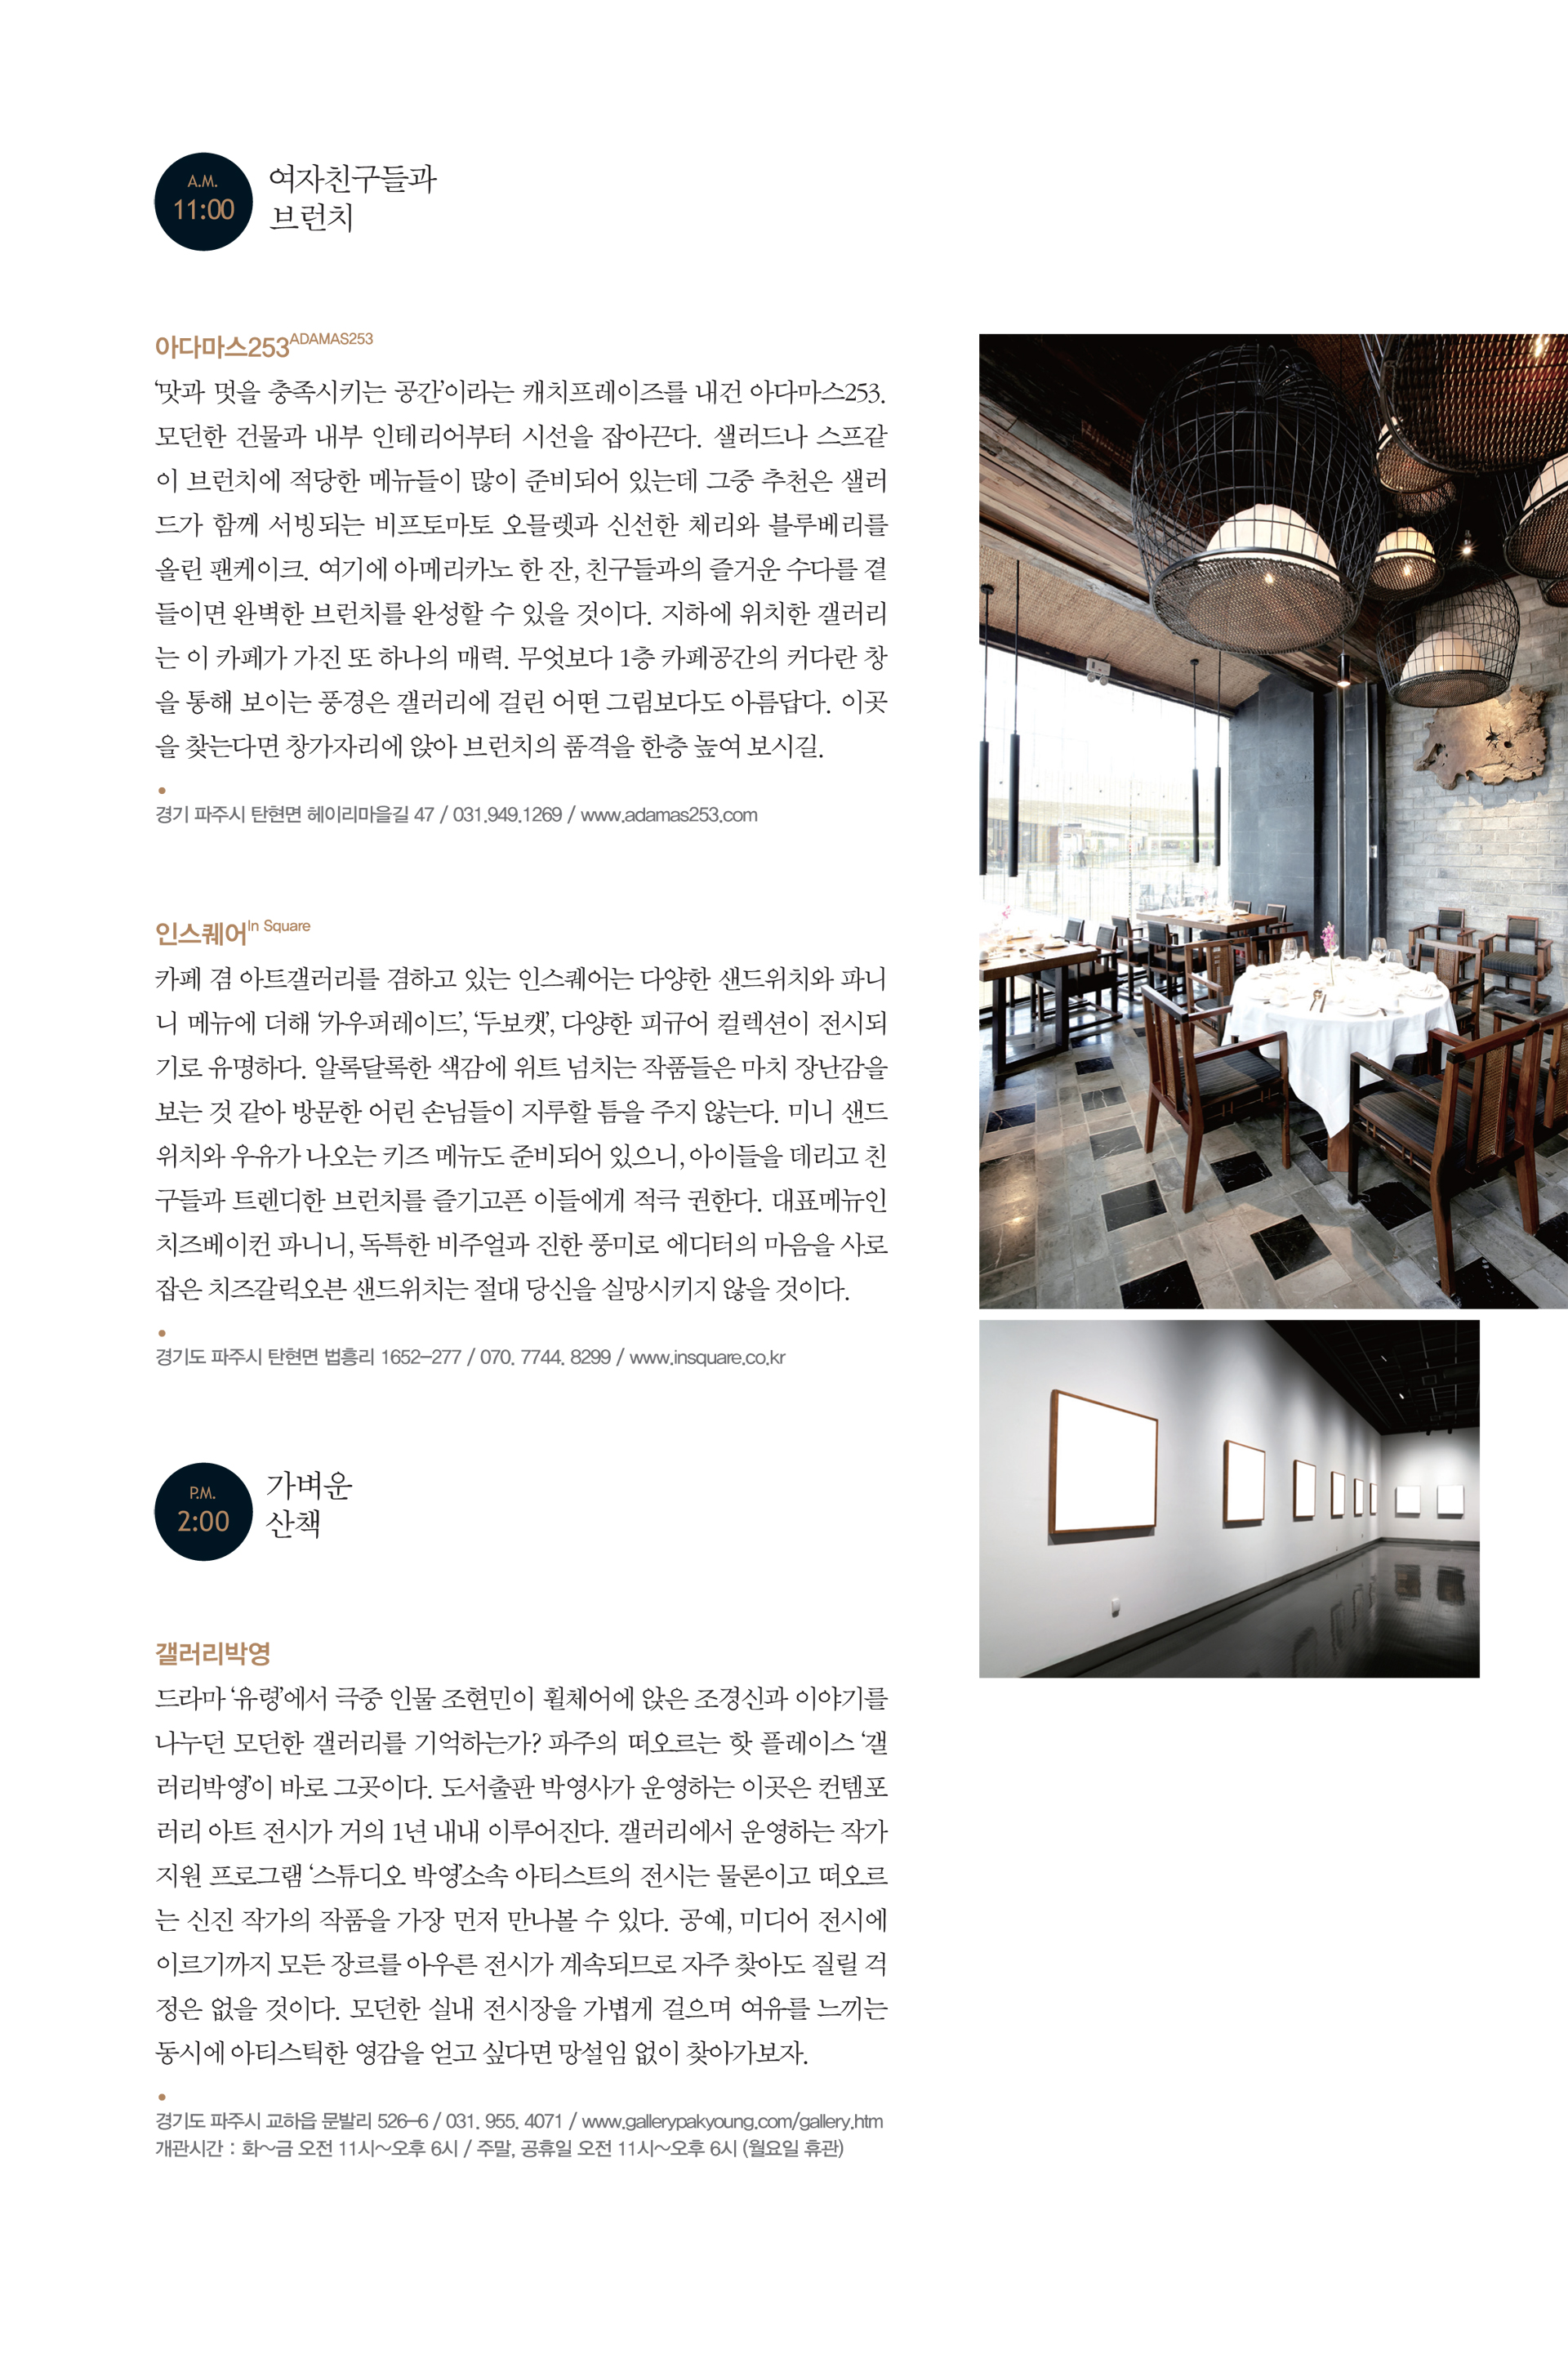 A.M.
11:00
여자친구들과
브런치
아다마스253 ADAMAS253
‘맛과 멋을 충족시키는 공간’이라는 캐치프레이즈를 내건 아다마스253.
모던한 건물과 내부 인테리어부터 시선을 잡아끈다. 샐러드나 스프같
이 브런치에 적당한 메뉴들이 많이 준비되어 있는데 그중 추천은 샐러
드가 함께 서빙되는 비프토마토 오믈렛과 신선한 체리와 블루베리를
올린 팬케이크. 여기에 아메리카노 한 잔, 친구들과의 즐거운 수다를 곁
들이면 완벽한 브런치를 완성할 수 있을 것이다. 지하에 위치한 갤러리
는 이 카페가 가진 또 하나의 매력. 무엇보다 1층 카페공간의 커다란 창
을 통해 보이는 풍경은 갤러리에 걸린 어떤 그림보다도 아름답다. 이곳
을 찾는다면 창가자리에 앉아 브런치의 품격을 한층 높여 보시길.
경기 파주시 탄현면 헤이리마을길 47 / 031.949.1269 / www.adamas253.com
인스퀘어 In Square
카페 겸 아트갤러리를 겸하고 있는 인스퀘어는 다양한 샌드위치와 파니
니 메뉴에 더해 ‘카우퍼레이드’, ‘두보캣’, 다양한 피규어 컬렉션이 전시되
기로 유명하다. 알록달록한 색감에 위트 넘치는 작품들은 마치 장난감을
보는 것 같아 방문한 어린 손님들이 지루할 틈을 주지 않는다. 미니 샌드
위치와 우유가 나오는 키즈 메뉴도 준비되어 있으니, 아이들을 데리고 친
구들과 트렌디한 브런치를 즐기고픈 이들에게 적극 권한다. 대표메뉴인
치즈베이컨 파니니, 독특한 비주얼과 진한 풍미로 에디터의 마음을 사로
잡은 치즈갈릭오븐 샌드위치는 절대 당신을 실망시키지 않을 것이다.
경기도 파주시 탄현면 법흥리 1652-277 / 070. 7744. 8299 / www.insquare.co.kr
P.M.
2:00
가벼운
산책
갤러리박영
드라마 ‘유령’에서 극중 인물 조현민이 휠체어에 앉은 조경신과 이야기를
나누던 모던한 갤러리를 기억하는가? 파주의 떠오르는 핫 플레이스 ‘갤
러리박영’이 바로 그곳이다. 도서출판 박영사가 운영하는 이곳은 컨템포
러리 아트 전시가 거의 1년 내내 이루어진다. 갤러리에서 운영하는 작가
지원 프로그램 ‘스튜디오 박영’소속 아티스트의 전시는 물론이고 떠오르
는 신진 작가의 작품을 가장 먼저 만나볼 수 있다. 공예, 미디어 전시에
이르기까지 모든 장르를 아우른 전시가 계속되므로 자주 찾아도 질릴 걱
정은 없을 것이다. 모던한 실내 전시장을 가볍게 걸으며 여유를 느끼는
동시에 아티스틱한 영감을 얻고 싶다면 망설임 없이 찾아가보자.
경기도 파주시 교하읍 문발리 526-6 / 031. 955. 4071 / www.gallerypakyoung.com/gallery.htm
개관시간 : 화~금 오전 11시~오후 6시 / 주말, 공휴일 오전 11시~오후 6시 (월요일 휴관)